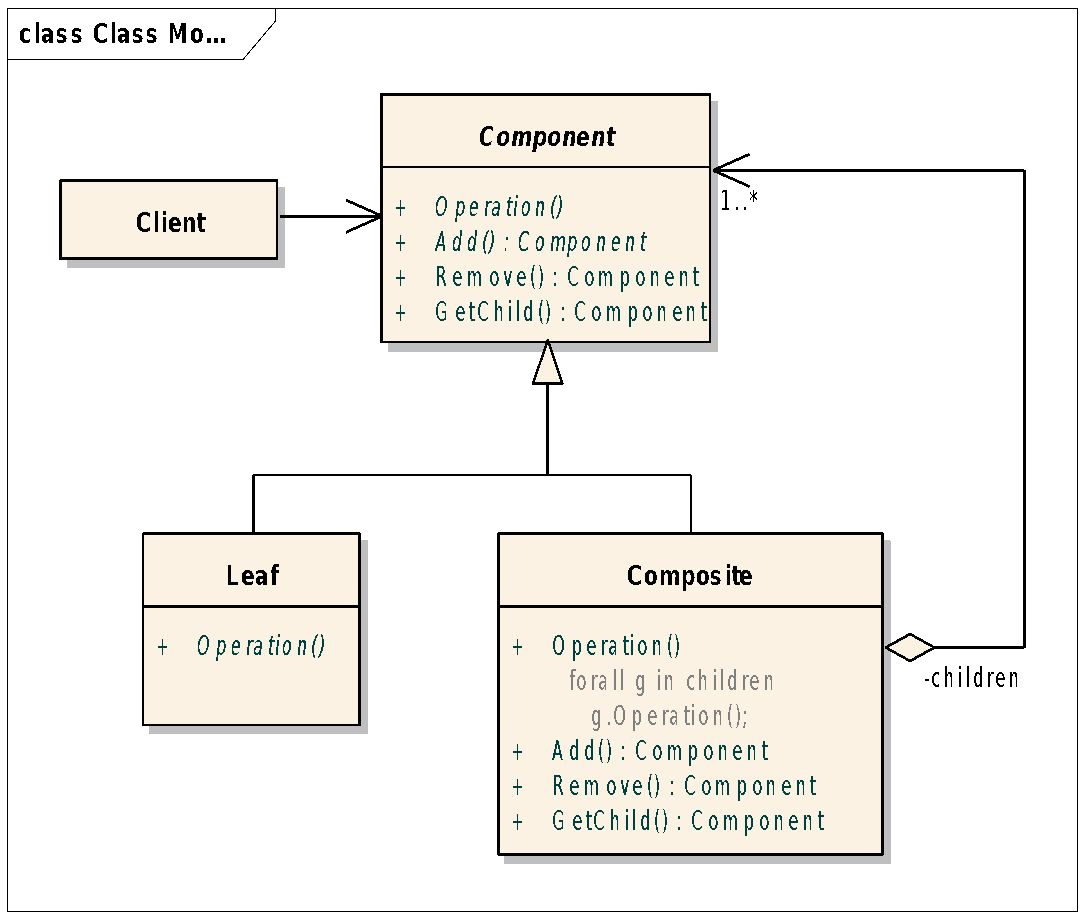 class Class Mo...
Component
+ Operation()
+ Add() : Component
+ Remove() : Component
+ GetChild() : Component
1..*
Client
Leaf
+ Operation()
Composite
+ Operation()
forall g in children
g.Operation();
+ Add() : Component
+ Remove() : Component
+ GetChild() : Component
-children